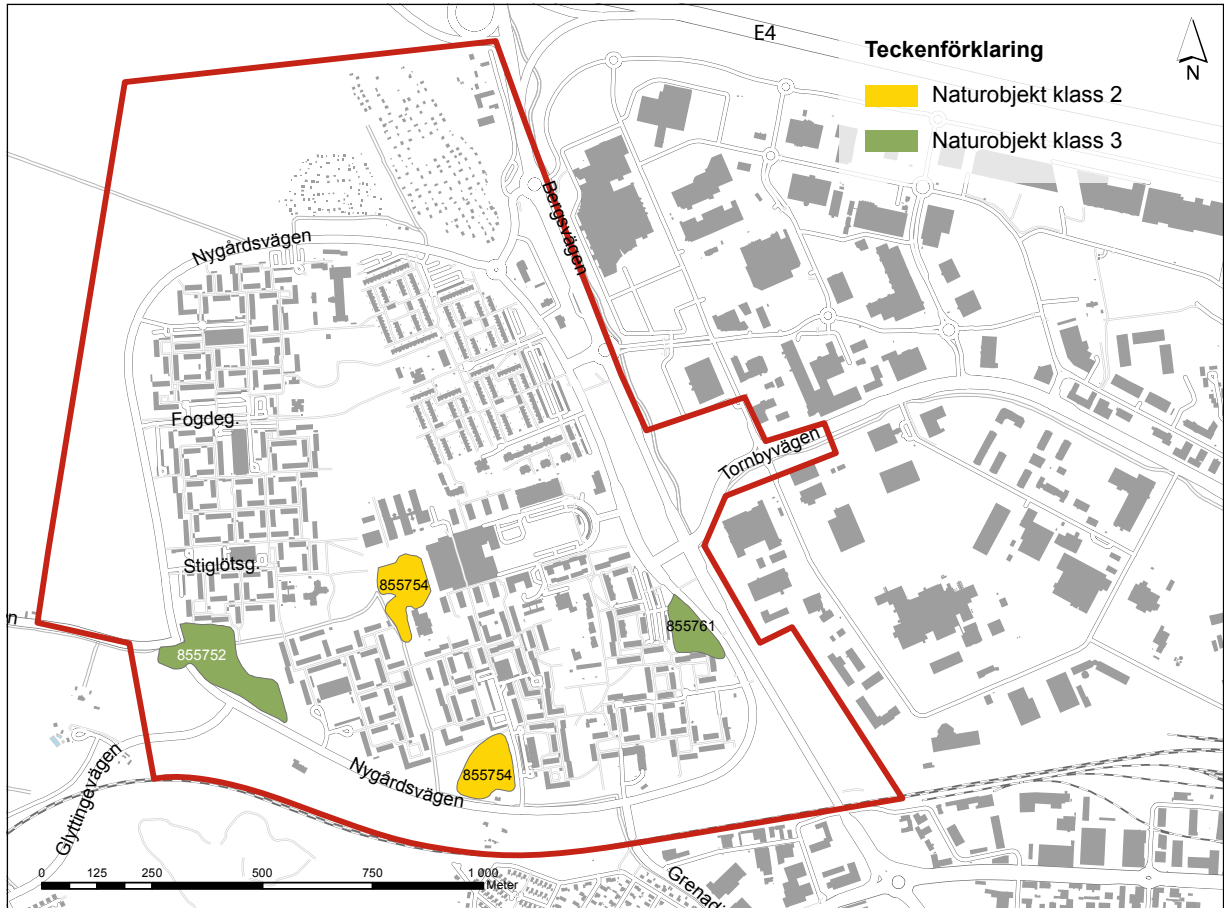 E4
N
Teckenförklaring
Naturobjekt klass 2
Naturobjekt klass 3
Bergsvägen
Nygårdsvägen
Fogdeg.
Tornbyvägen
Stiglötsg.
855754
n
855752
855761
855754
Nygårdsvägen
Glyttingevägen
0 125 250 500 750 1 000
Meter
Grenadj